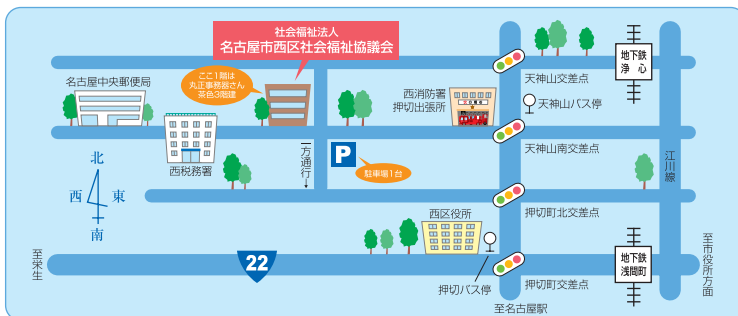 社会福祉法人
名古屋市西区社会福祉協議会
地下鉄
浄心
名古屋中央郵便局
ここ1階は
丸正事務器さん
茶色3階建
西消防署
押切出張所
天神山交差点
天神山バス停
西税務署
一方通行
P
駐車場1台
天神山南交差点
江川線
北
西
東
南
西区役所
押切町北交差点
至栄生
22
押切バス停
地下鉄
浅間町
至市役所方面
押切町交差点
至名古屋駅